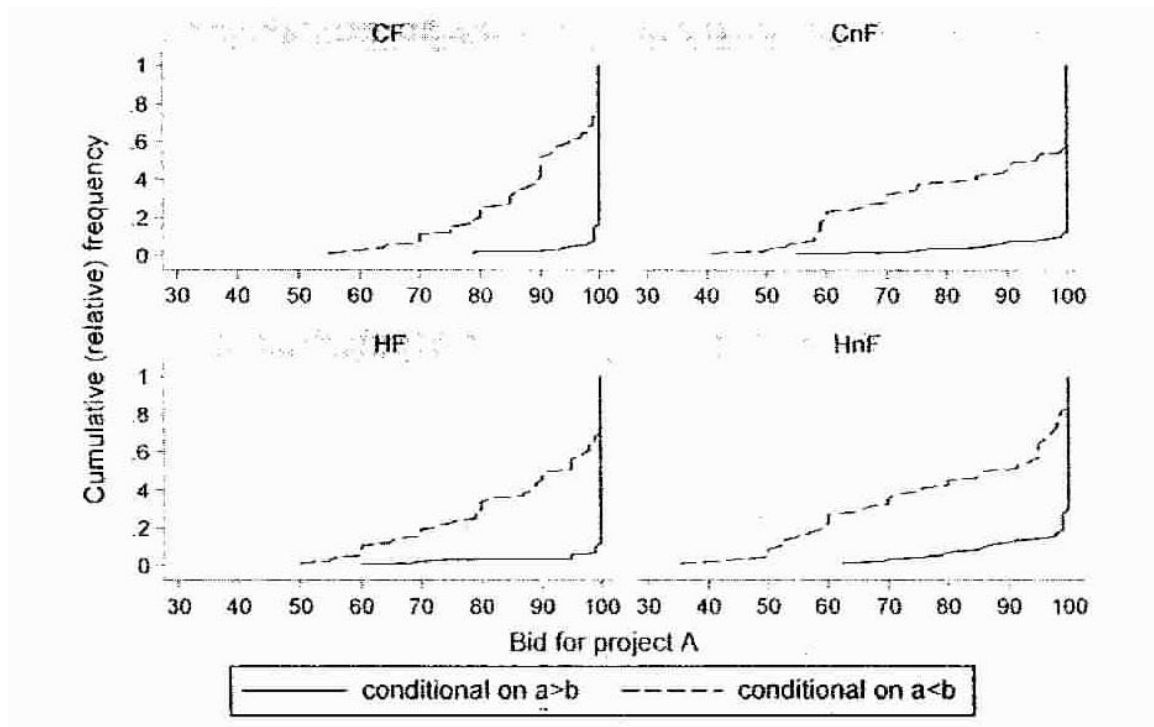 CF CnF
1 .8 .6 .4 .2 0
30 40 50 60 70 80 90 100 30 40 50 60 70 80 90 100
HF HnF
1 .8 .6 .4 .2 0
30 40 50 60 70 80 90 100 30 40 50 60 70 80 90 100
Cumulative (relative) frequency
Bid for project A
conditional on a>b conditional on a<b